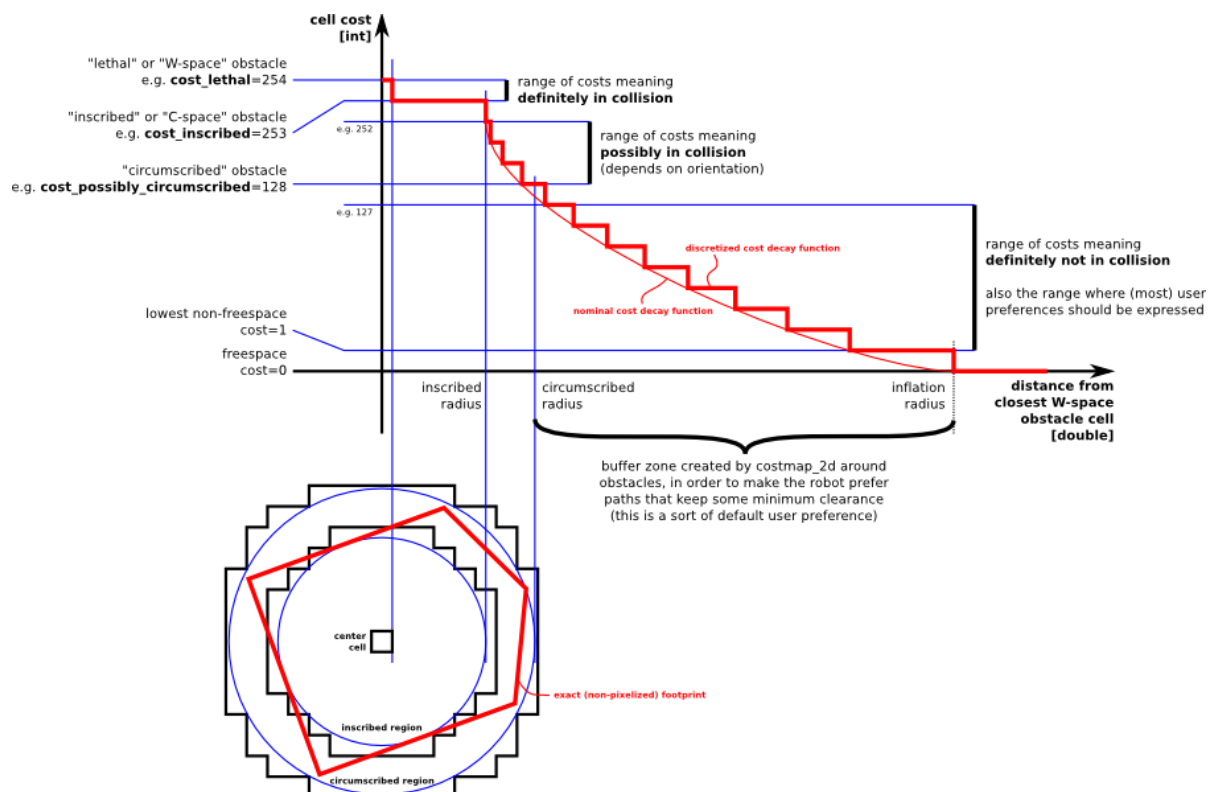 cell cost
[int]
"lethal" or "W-space" obstacle
e.g. cost_lethal=254
range of costs meaning
definitely in collision
"inscribed" or "C-space" obstacle
e.g. cost_inscribed=253
e.g. 252
range of costs meaning
possibly in collision
(depends on orientation)
"circumscribed" obstacle
e.g. cost_possibly_circumscribed=128
e.g. 127
discretized cost decay function
nominal cost decay function
range of costs meaning
definitely not in collision
also the range where (most) user
preferences should be expressed
lowest non-freespace
cost=1
freespace
cost=0
inscribed
radius
circumscribed
radius
inflation
radius
distance from
closest W-space
obstacle cell
[double]
buffer zone created by costmap_2d around
obstacles, in order to make the robot prefer
paths that keep some minimum clearance
(this is a sort of default user preference)
center
cell
exact (non-pixelized) footprint
inscribed region
circumscribed region